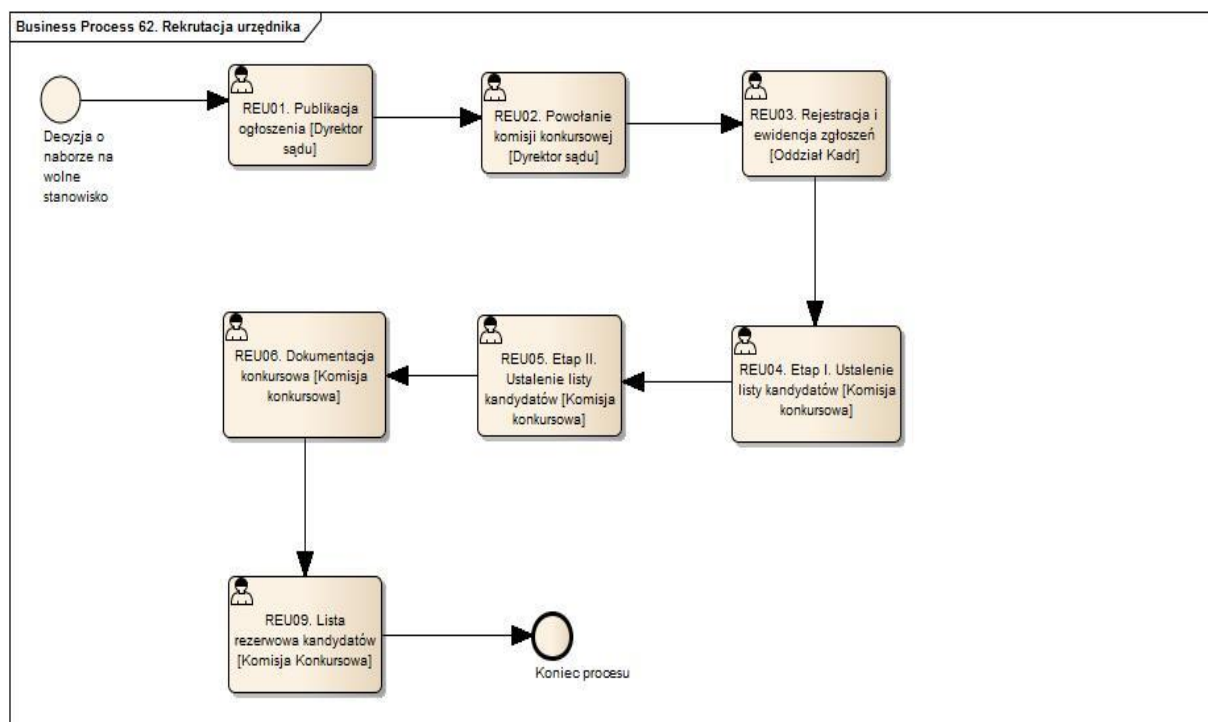 Business Process 62. Rekrutacja urzędnika
Decyzja o
naborze na
wolne
stanowisko
REU01. Publikacja
ogłoszenia [Dyrektor
sądu]
REU02. Powołanie
komisji konkursowej
[Dyrektor sądu]
REU03. Rejestracja i
ewidencja zgłoszeń
[Oddział Kadr]
REU04. Etap I. Ustalenie
listy kandydatów [Komisja
konkursowa]
REU05. Etap II.
Ustalenie listy
kandydatów [Komisja
konkursowa]
REU06. Dokumentacja
konkursowa [Komisja
konkursowa]
REU09. Lista
rezerwowa kandydatów
[Komisja Konkursowa]
Koniec procesu